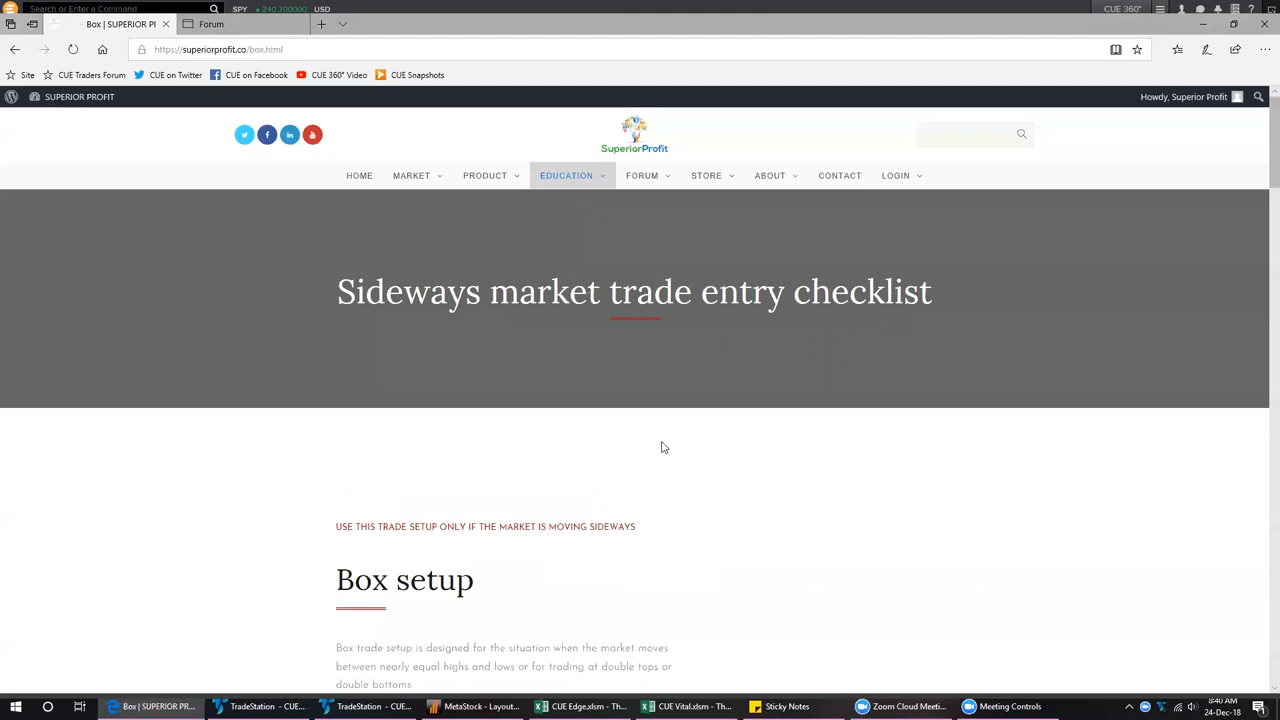 Search or Enter a Command SPY 240.700000 USD CUE 360°
Box | SUPERIOR PI Forum
https://superiorprofit.co/box.html
Site CUE Traders Forum CUE on Twitter CUE on Facebook CUE 360° Video CUE Snapshots
SUPERIOR PROFIT Howdy, Superior Profit
SuperiorProfit
HOME MARKET PRODUCT EDUCATION FORUM STORE ABOUT CONTACT LOGIN
Sideways market trade entry checklist
USE THIS TRADE SETUP ONLY IF THE MARKET IS MOVING SIDEWAYS
Box setup
Box trade setup is designed for the situation when the market moves
between nearly equal highs and lows or for trading at double tops or
double bottoms.
Box | SUPERIOR PR... TradeStation - CUE... TradeStation - CUE... MetaStock - Layout... CUE Edge.xlsm - Th... CUE Vital.xlsm - Th... Sticky Notes Zoom Cloud Meeti... Meeting Controls 8:40 AM
24-Dec-18